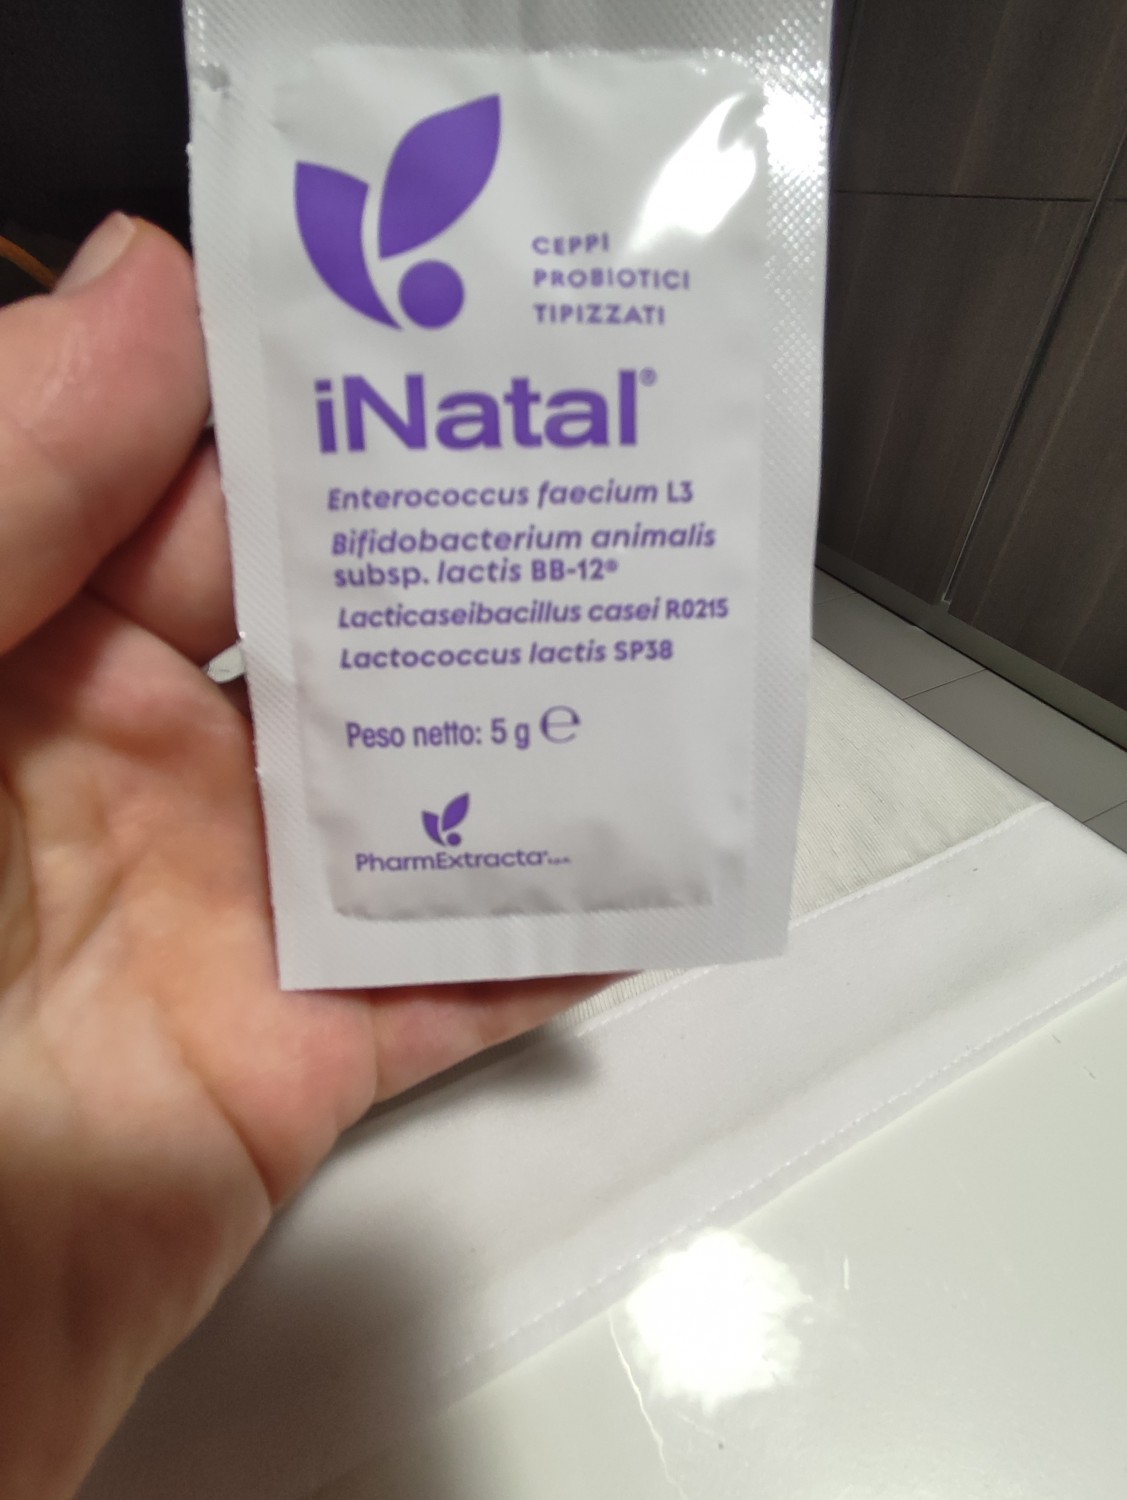 CEPPI
PROBIOTICI
TIPIZZATI
iNatal®
Enterococcus faecium L3
Bifidobacterium animalis
subsp. lactis BB-12®
Lacticaseibacillus casei R0215
Lactococcus lactis SP38
Peso netto: 5 g ℮
PharmExtracta